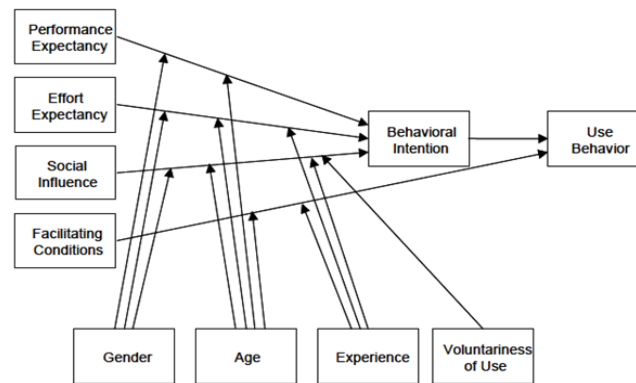 Performance
Expectancy
Effort
Expectancy
Social
Influence
Facilitating
Conditions
Behavioral
Intention
Use
Behavior
Gender
Age
Experience
Voluntariness
of Use